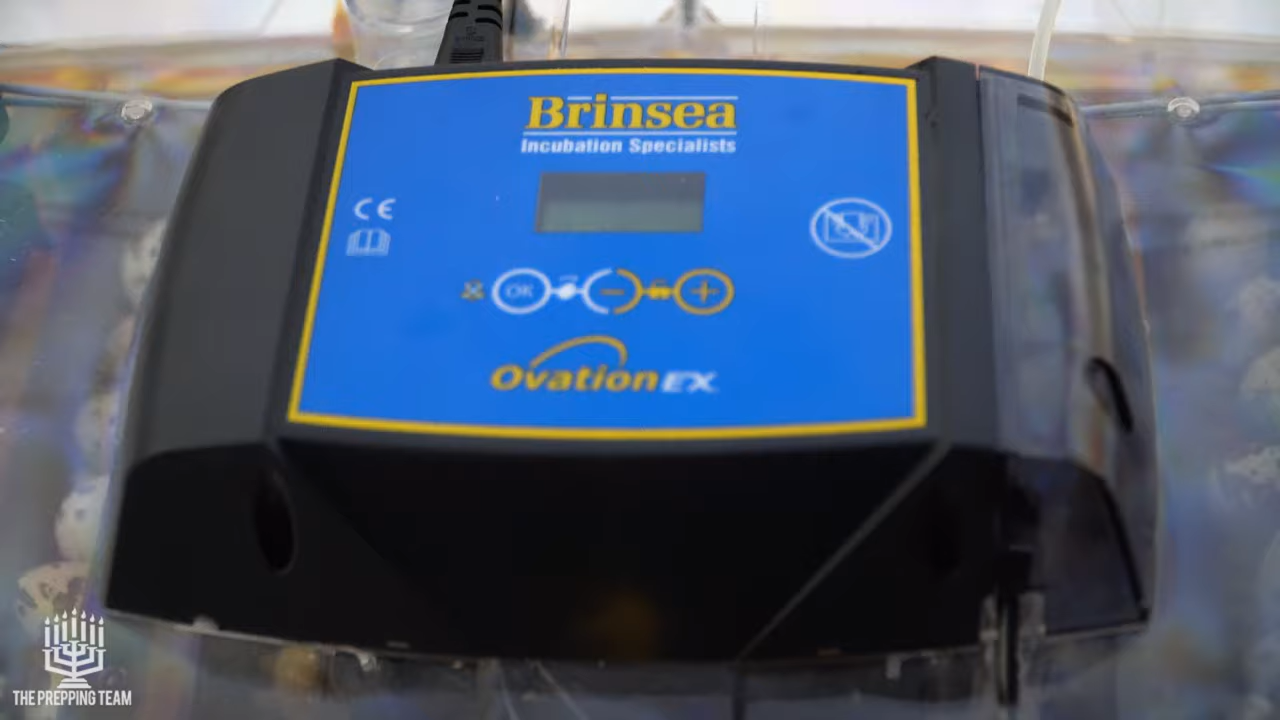 Brinsea
Incubation Specialists
CE
OK
Ovation EX
THE PREPPING TEAM